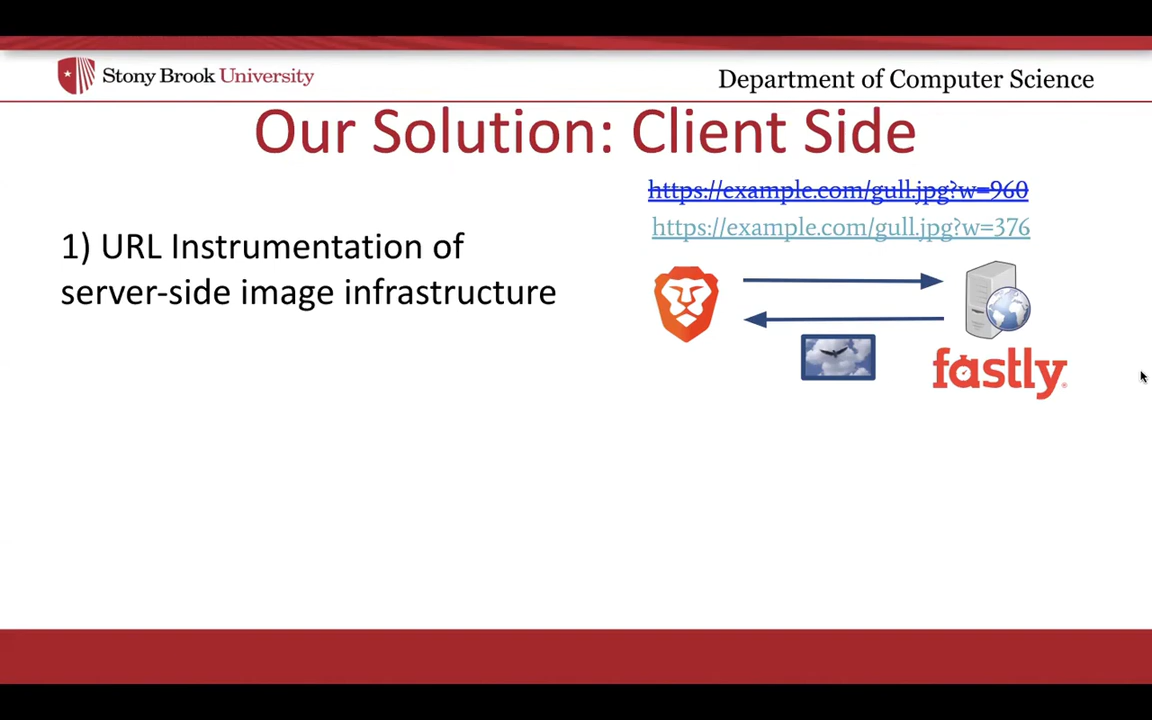 Stony Brook University
Department of Computer Science
Our Solution: Client Side
https://example.com/gull.jpg?w=960
https://example.com/gull.jpg?w=376
1) URL Instrumentation of
server-side image infrastructure
fastly